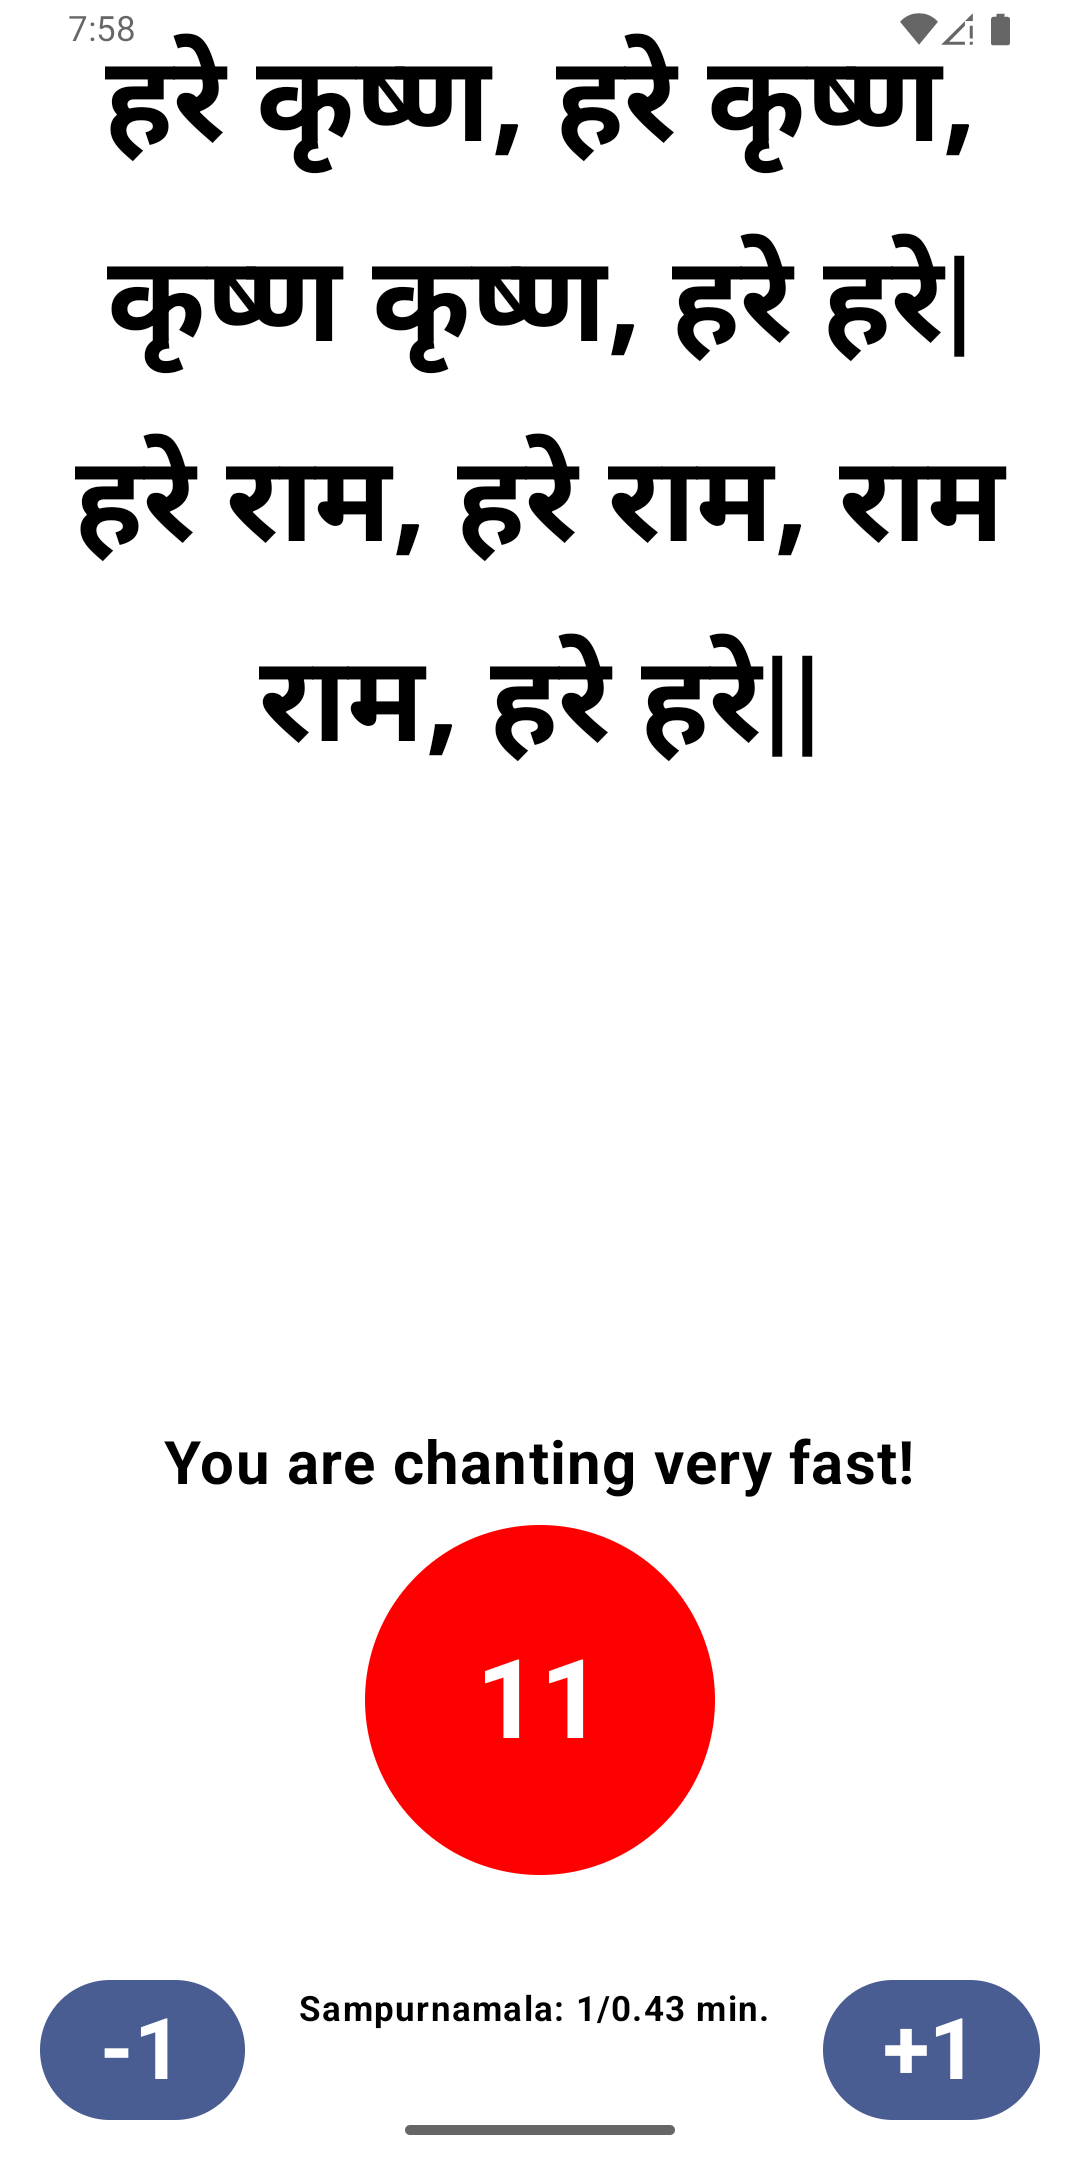 7:58
हरे कृष्ण, हरे कृष्ण,
कृष्ण कृष्ण, हरे हरे|
हरे राम, हरे राम, राम
राम, हरे हरे||
You are chanting very fast!
11
-1
Sampurnamala: 1/0.43 min.
+1